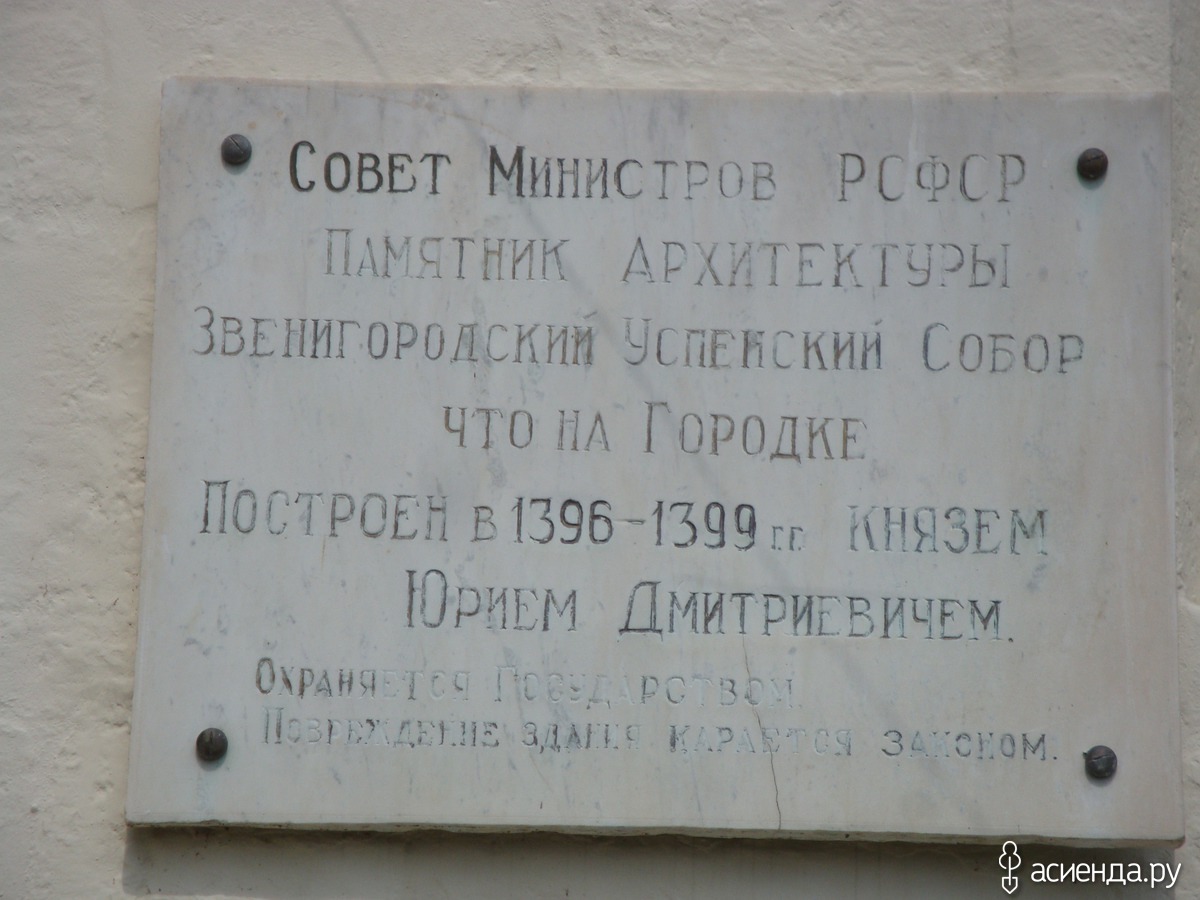 Совет Министров РСФСР
Памятник Архитектуры
Звенигородский Успенский Собор
что на Городке
Построен в 1396–1399 гг. князем
Юрием Дмитриевичем.
Охраняется Государством.
Повреждение здания карается законом.
асиенда.ру